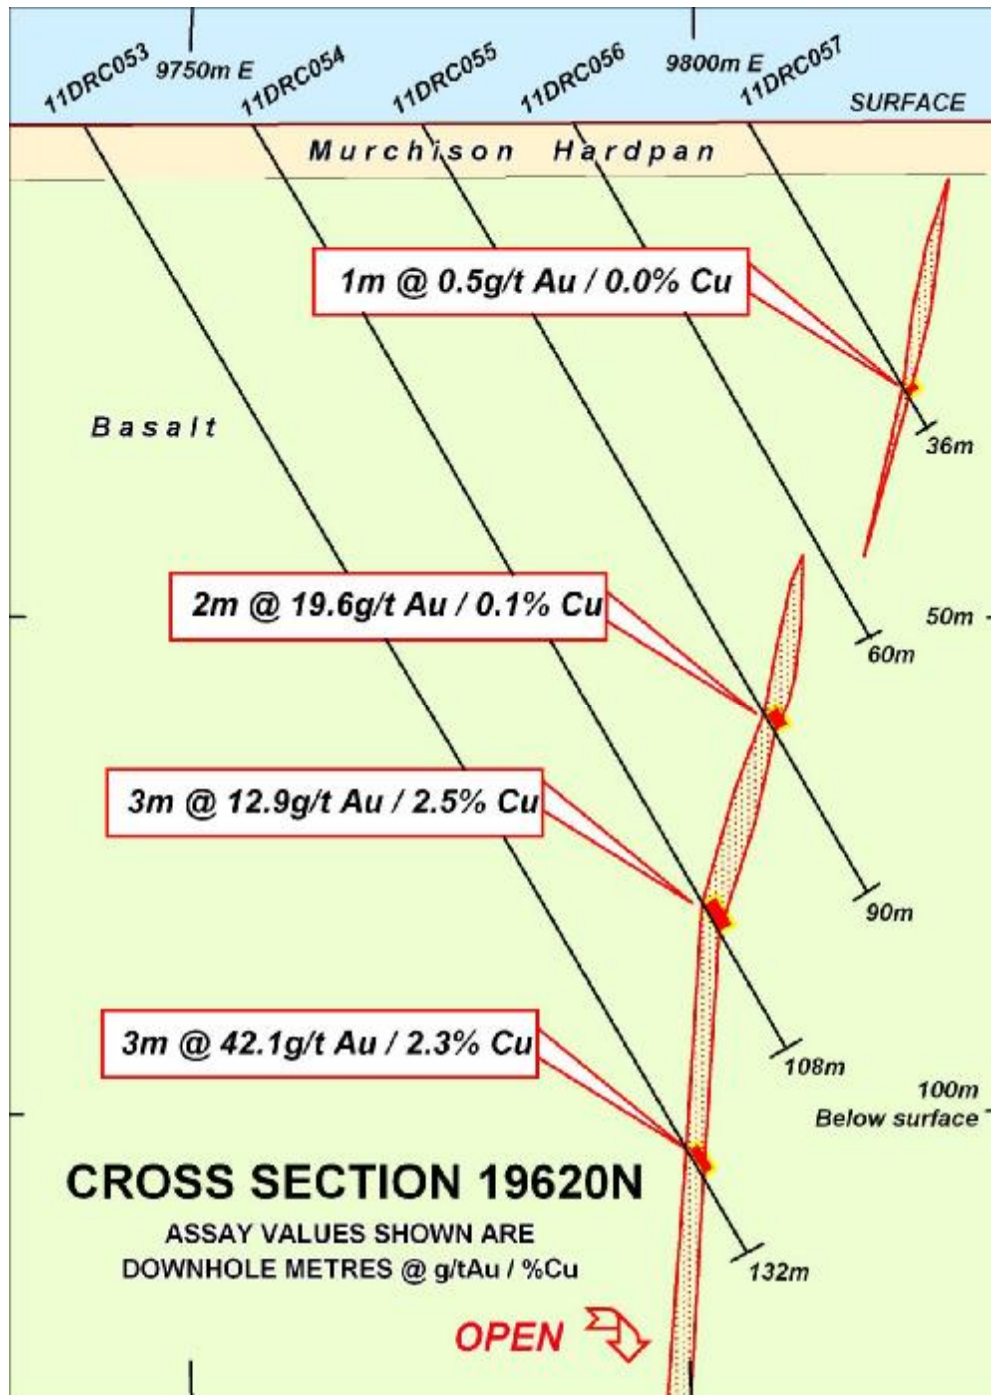 11DRC053
9750m E
11DRC054
11DRC055
11DRC056
9800m E
11DRC057
SURFACE
Murchison Hardpan
1m @ 0.5g/t Au / 0.0% Cu
Basalt
36m
2m @ 19.6g/t Au / 0.1% Cu
50m
60m
3m @ 12.9g/t Au / 2.5% Cu
90m
3m @ 42.1g/t Au / 2.3% Cu
108m
100m
Below surface
CROSS SECTION 19620N
ASSAY VALUES SHOWN ARE
DOWNHOLE METRES @ g/tAu / %Cu
132m
OPEN